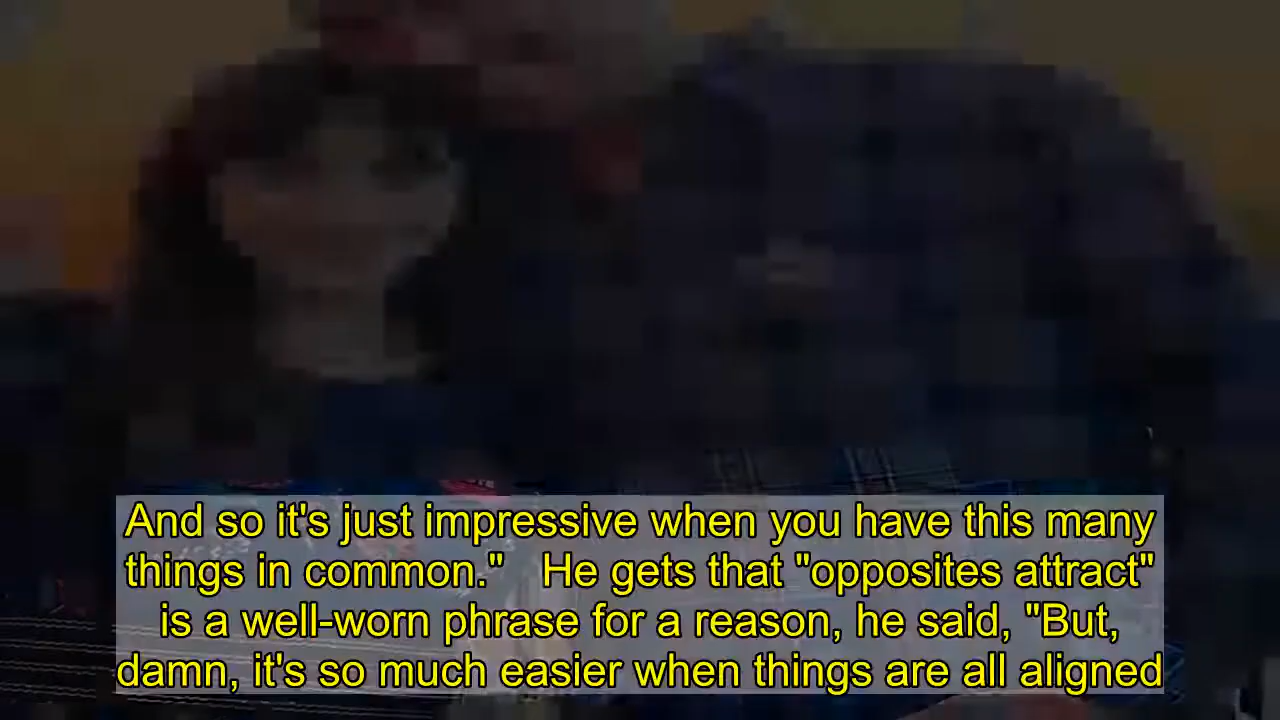 And so it's just impressive when you have this many
things in common."   He gets that "opposites attract"
is a well-worn phrase for a reason, he said, "But,
damn, it's so much easier when things are all aligned